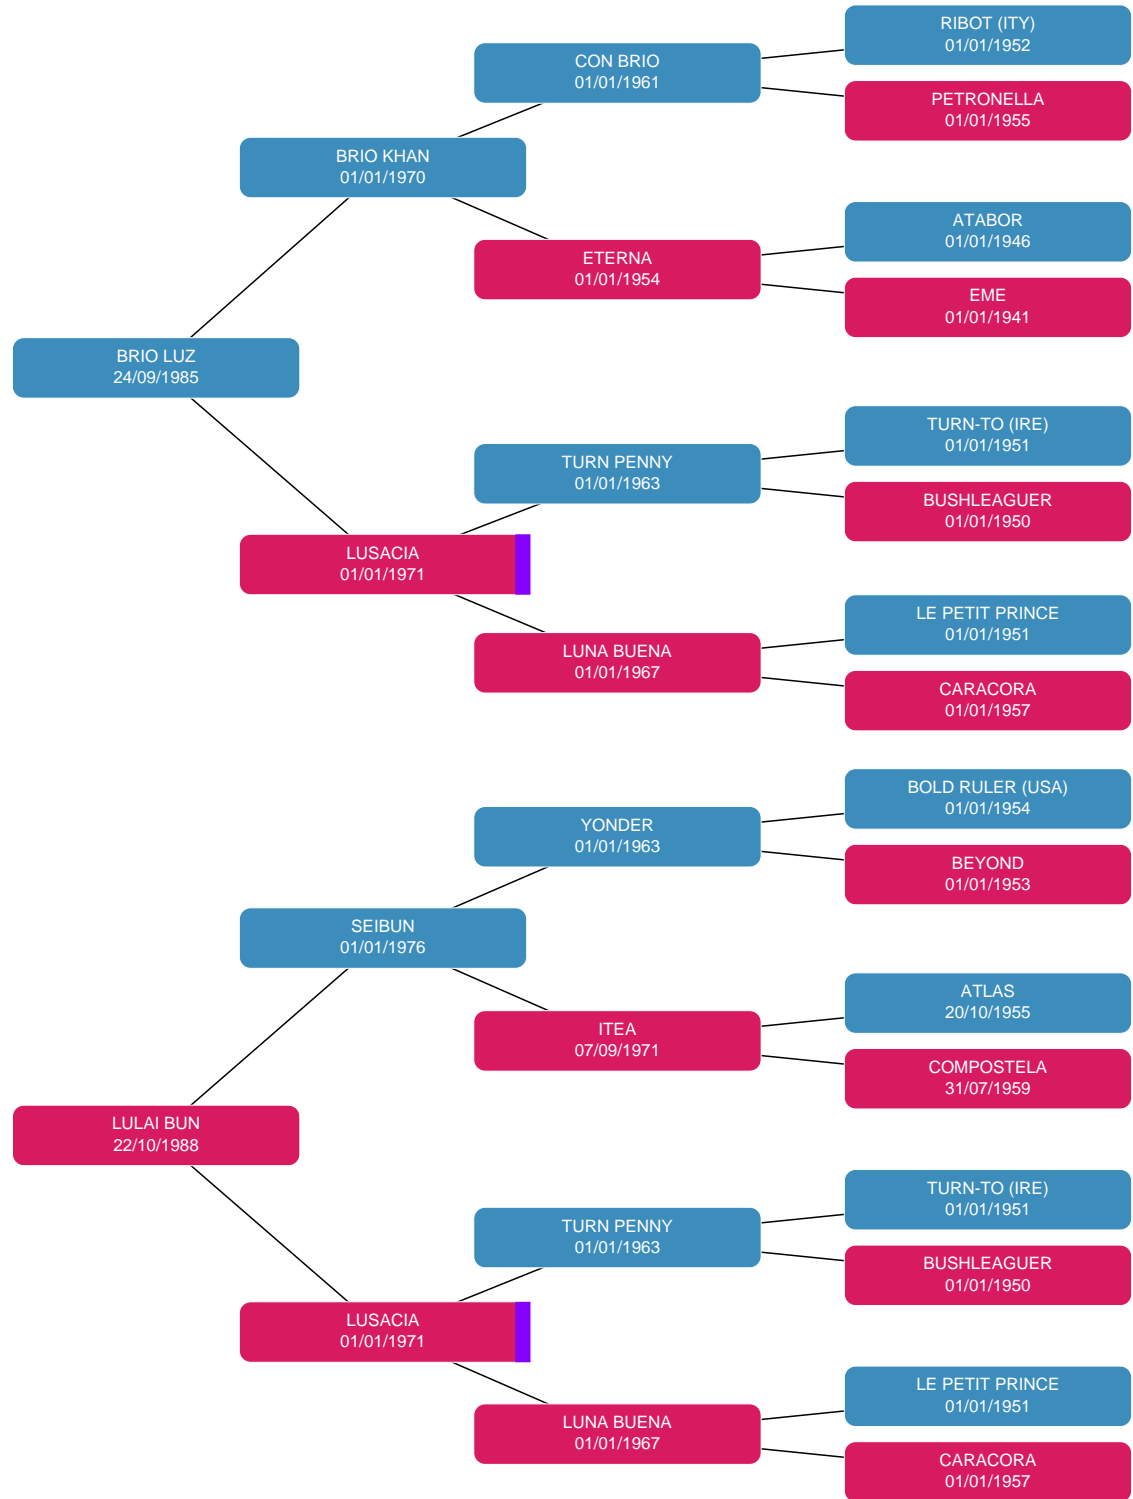 RIBOT (ITY)
01/01/1952
CON BRIO
01/01/1961
PETRONELLA
01/01/1955
BRIO KHAN
01/01/1970
ATABOR
01/01/1946
ETERNA
01/01/1954
EME
01/01/1941
BRIO LUZ
24/09/1985
TURN-TO (IRE)
01/01/1951
TURN PENNY
01/01/1963
BUSHLEAGUER
01/01/1950
LUSACIA
01/01/1971
LE PETIT PRINCE
01/01/1951
LUNA BUENA
01/01/1967
CARACORA
01/01/1957
BOLD RULER (USA)
01/01/1954
YONDER
01/01/1963
BEYOND
01/01/1953
SEIBUN
01/01/1976
ATLAS
20/10/1955
ITEA
07/09/1971
COMPOSTELA
31/07/1959
LULAI BUN
22/10/1988
TURN-TO (IRE)
01/01/1951
TURN PENNY
01/01/1963
BUSHLEAGUER
01/01/1950
LUSACIA
01/01/1971
LE PETIT PRINCE
01/01/1951
LUNA BUENA
01/01/1967
CARACORA
01/01/1957